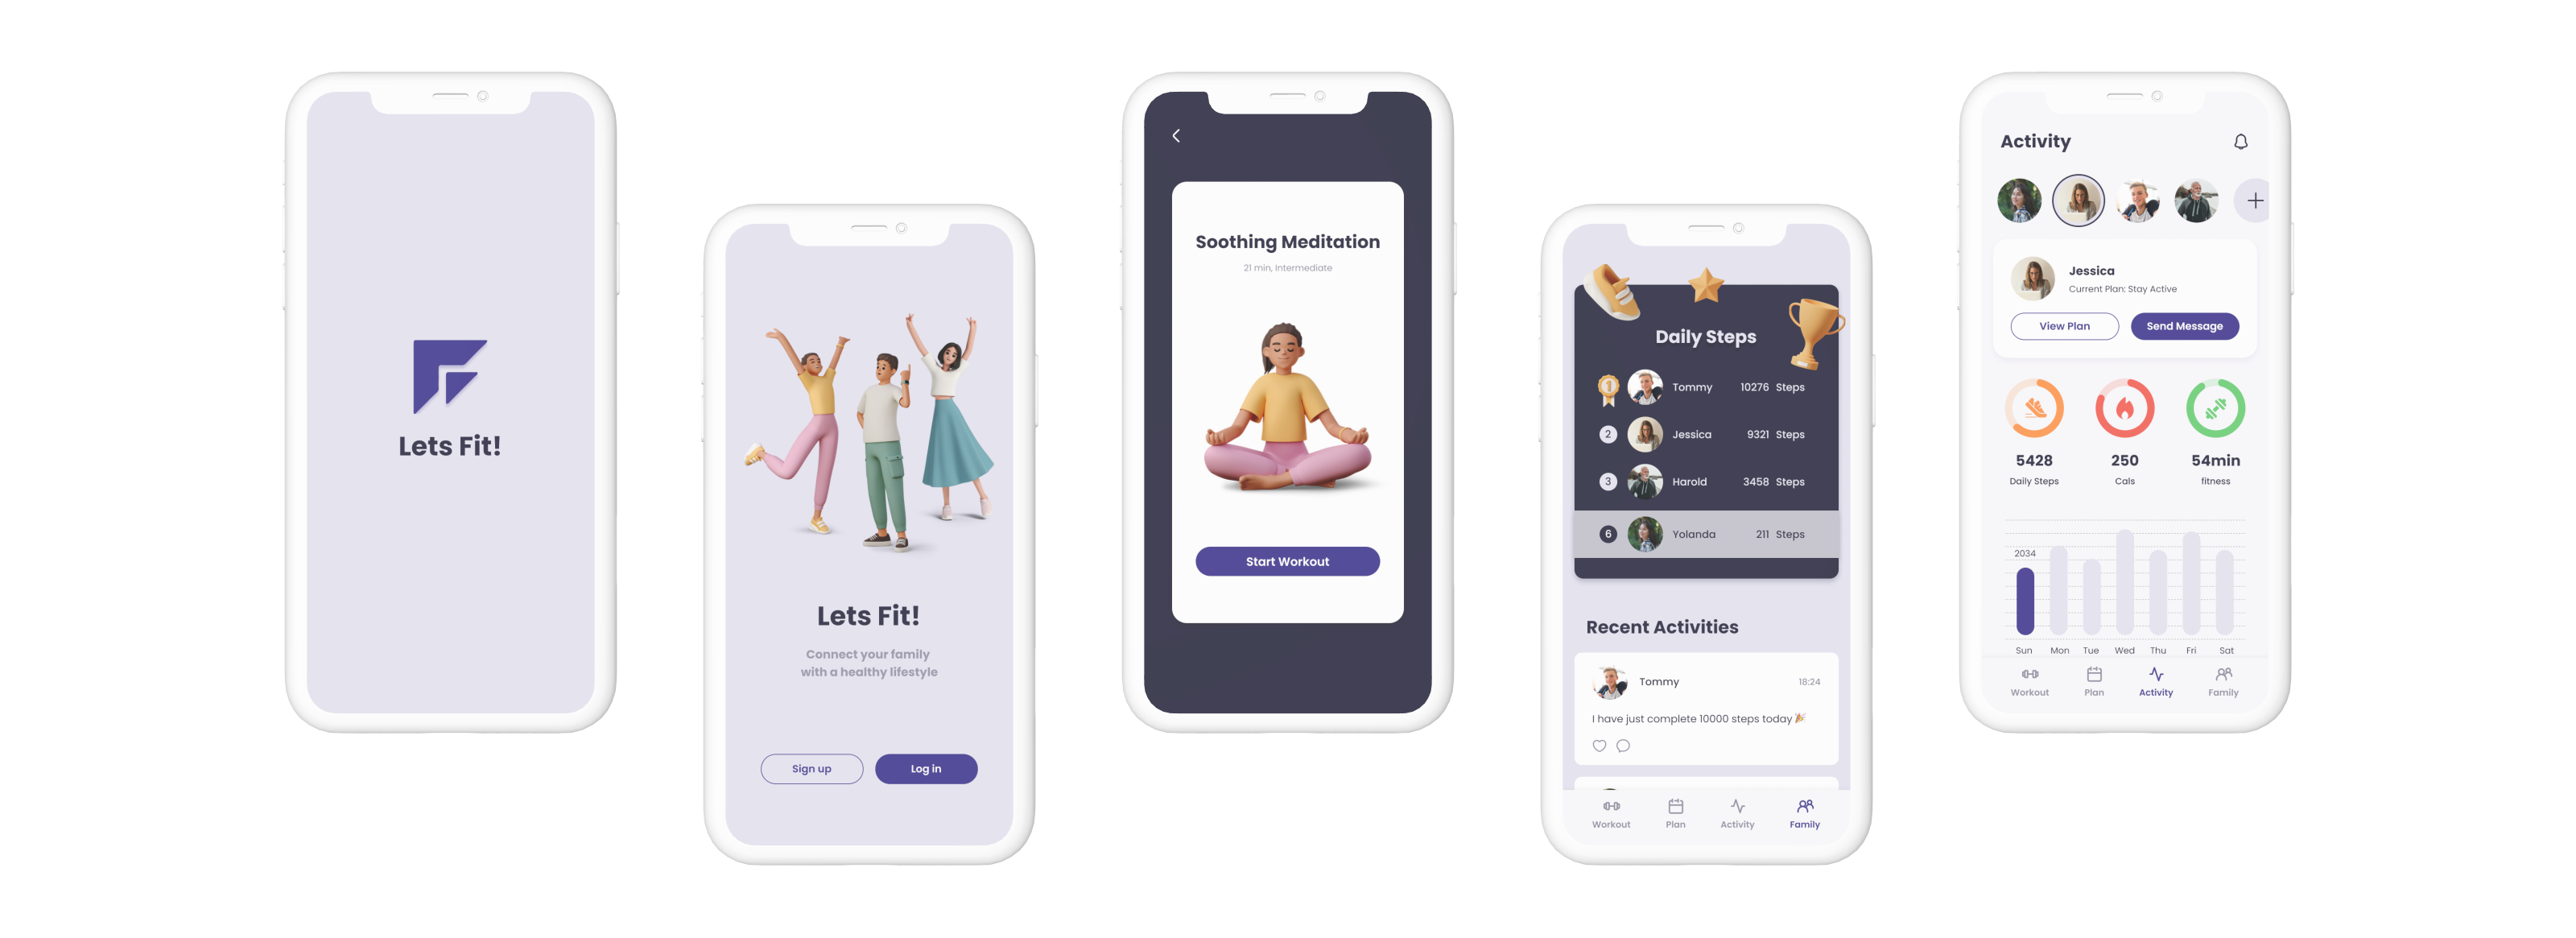 Lets Fit!
Lets Fit!
Connect your family
with a healthy lifestyle
Sign up
Log in
Soothing Meditation
21 min, Intermediate
Start Workout
Daily Steps
1 Tommy 10276 Steps
2 Jessica 9321 Steps
3 Harold 3458 Steps
6 Yolanda 211 Steps
Recent Activities
Tommy 18:24
I have just complete 10000 steps today 🎉
Workout Plan Activity Family
Activity
Jessica
Current Plan: Stay Active
View Plan Send Message
5428 250 54min
Daily Steps Cals fitness
2034
Sun Mon Tue Wed Thu Fri Sat
Workout Plan Activity Family